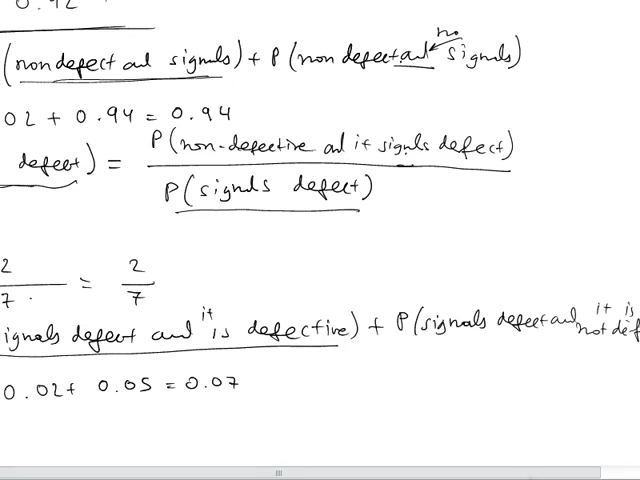 0.92
no
(non defect and signals) + P(non defect and signals)
02 + 0.94 = 0.94
defect) = P(non-defective and it signals defect)
P(signals defect)
2
7 = 2
7
ignals defect and it is defective) + P(signals defect and it is not def
0.02 + 0.05 = 0.07